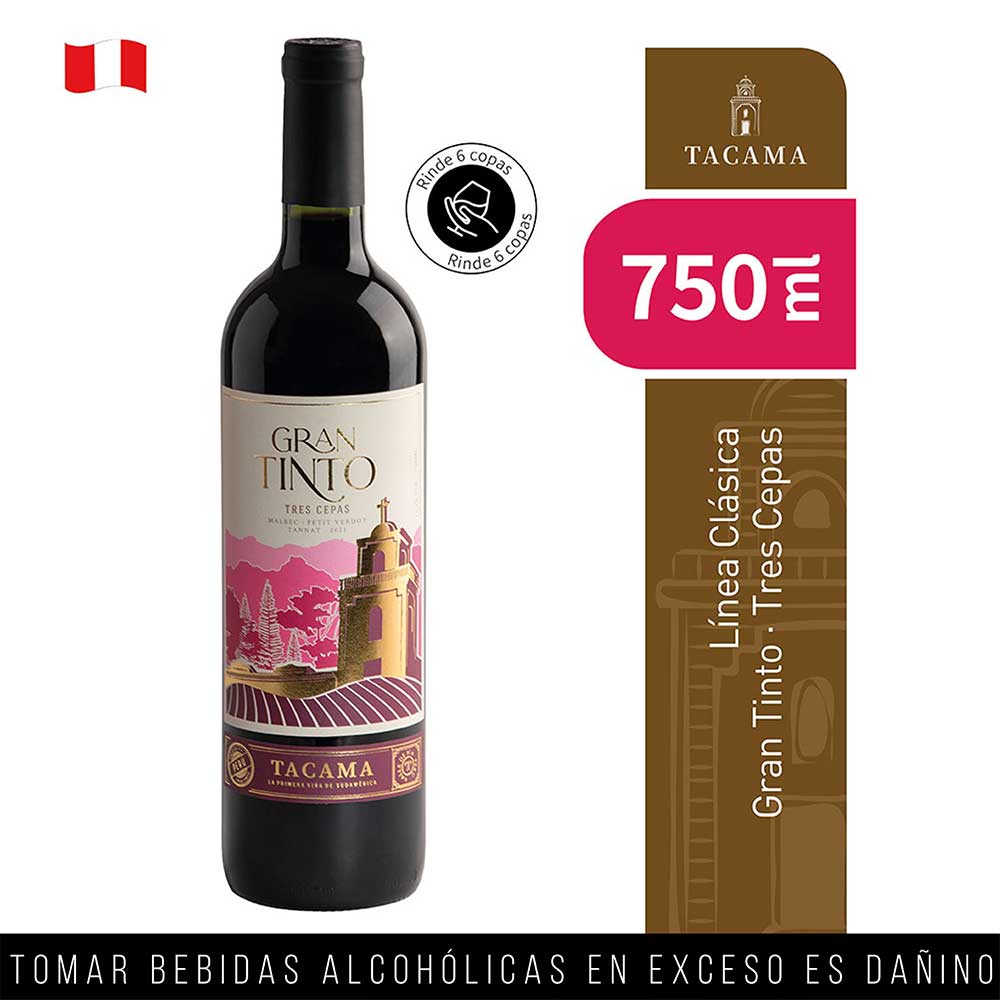 Rinde 6 copas
Rinde 6 copas
TACAMA
750 ml
Línea Clásica
Gran Tinto · Tres Cepas
GRAN
TINTO
TRES CEPAS
MALBEC · PETIT VERDOT
TANNAT · 2021
PERÚ
TACAMA
LA PRIMERA VIÑA DE SUDAMÉRICA
TOMAR BEBIDAS ALCOHÓLICAS EN EXCESO ES DAÑINO